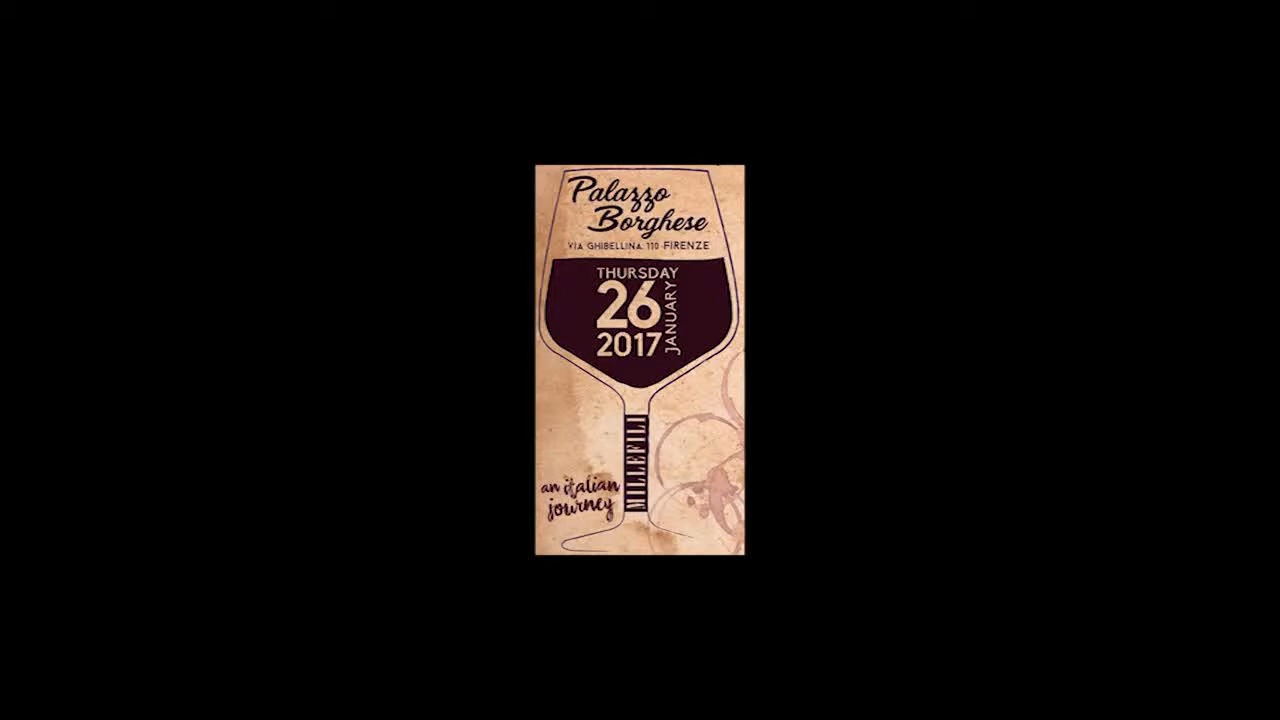 Palazzo
Borghese
VIA GHIBELLINA, 110 - FIRENZE
THURSDAY
26
JANUARY
2017
MILLEFILI
an italian
journey